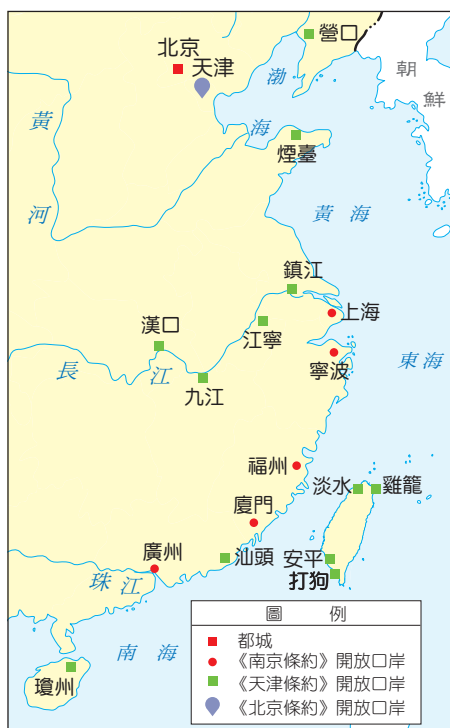 營口
北京
天津
渤
海
朝
鮮
黃
河
煙臺
黃海
鎮江
上海
漢口
江寧
長
江
寧波
東海
九江
福州
淡水
雞籠
廈門
廣州
汕頭
安平
打狗
珠江
南海
瓊州
圖例
都城
《南京條約》開放口岸
《天津條約》開放口岸
《北京條約》開放口岸